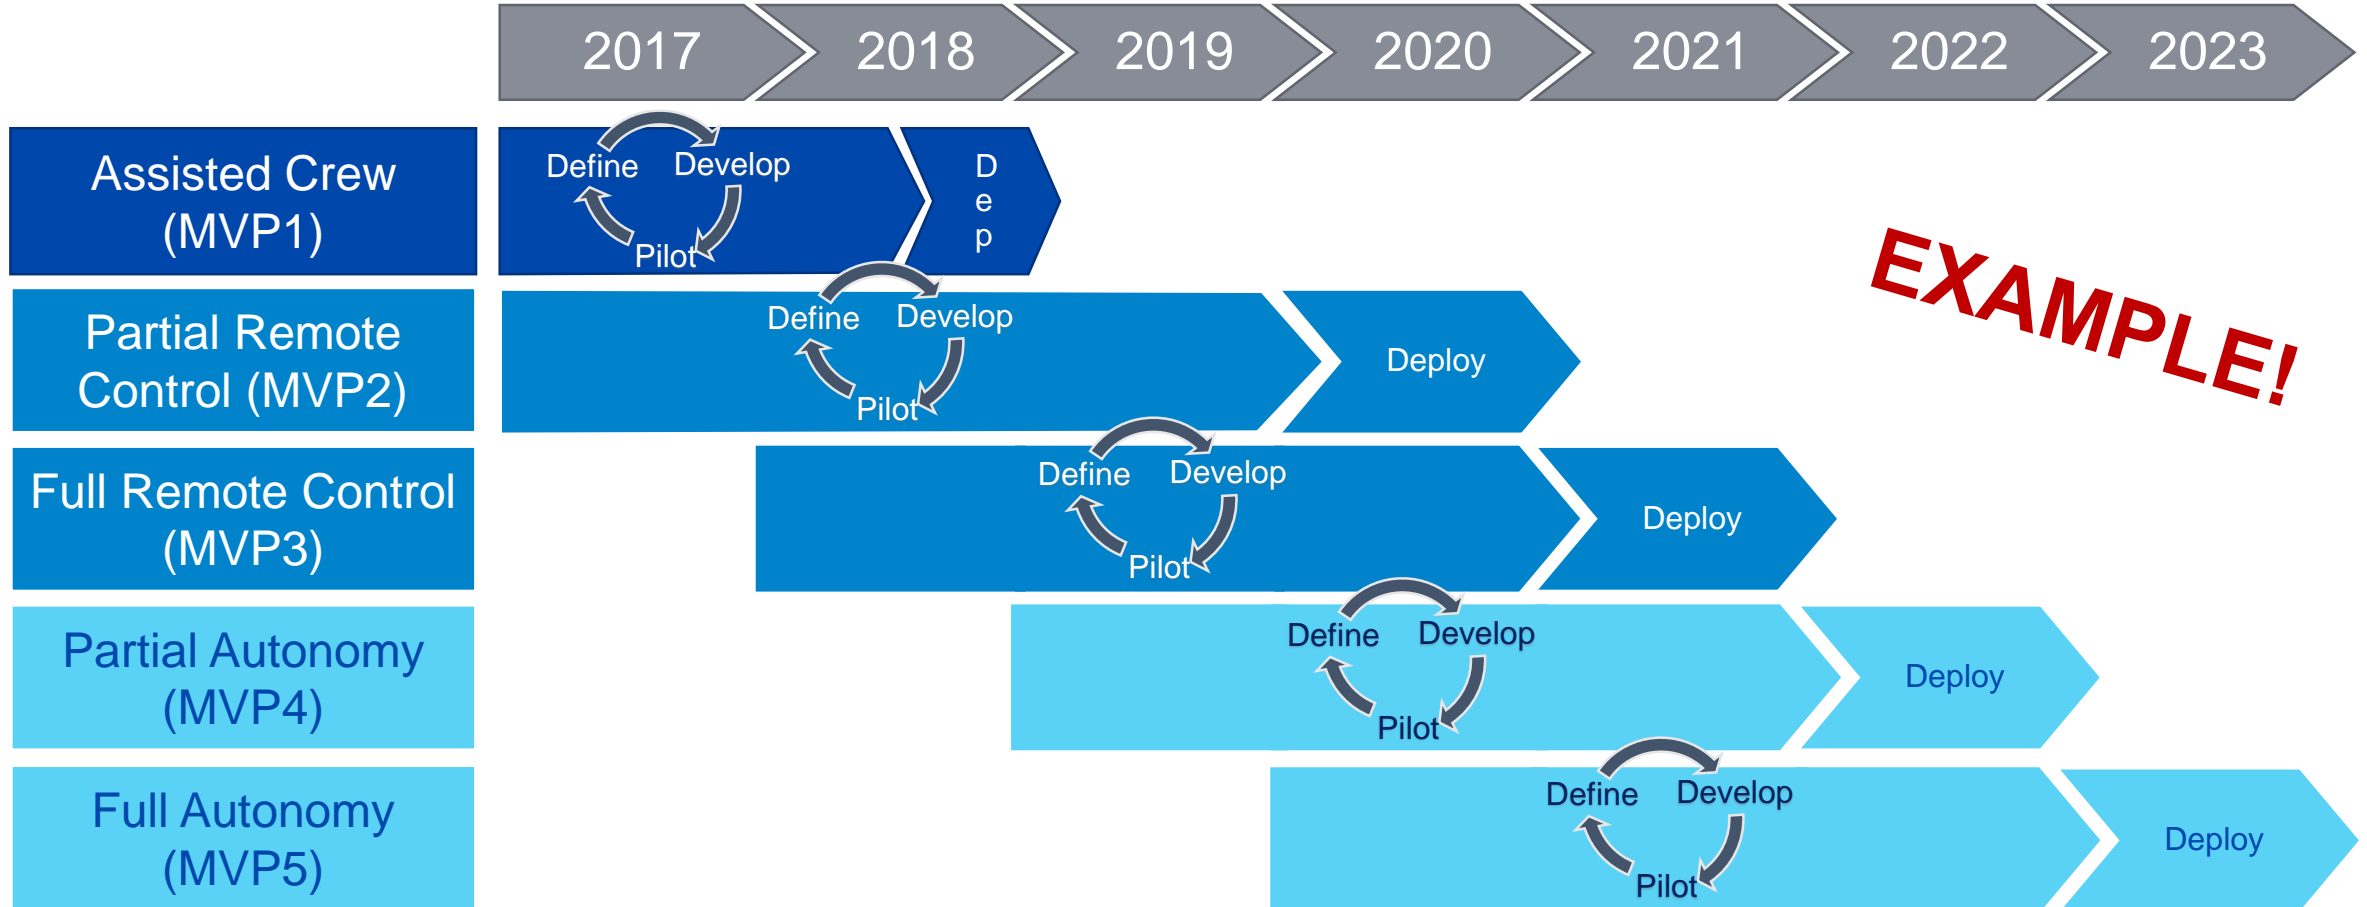 2017 2018 2019 2020 2021 2022 2023
Assisted Crew
(MVP1)
Define Develop
Pilot
D
e
p
EXAMPLE!
Partial Remote
Control (MVP2)
Define Develop
Pilot
Deploy
Full Remote Control
(MVP3)
Define Develop
Pilot
Deploy
Partial Autonomy
(MVP4)
Define Develop
Pilot
Deploy
Full Autonomy
(MVP5)
Define Develop
Pilot
Deploy